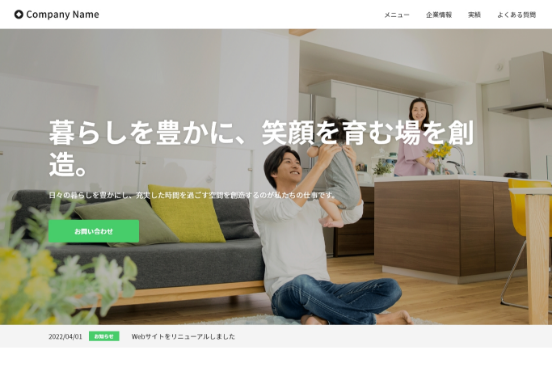 Company Name
メニュー 企業情報 実績 よくある質問
暮らしを豊かに、笑顔を育む場を創
造。
日々の暮らしを豊かにし、充実した時間を過ごす空間を創造するのが私たちの仕事です。
お問い合わせ
2022/04/01 お知らせ Webサイトをリニューアルしました